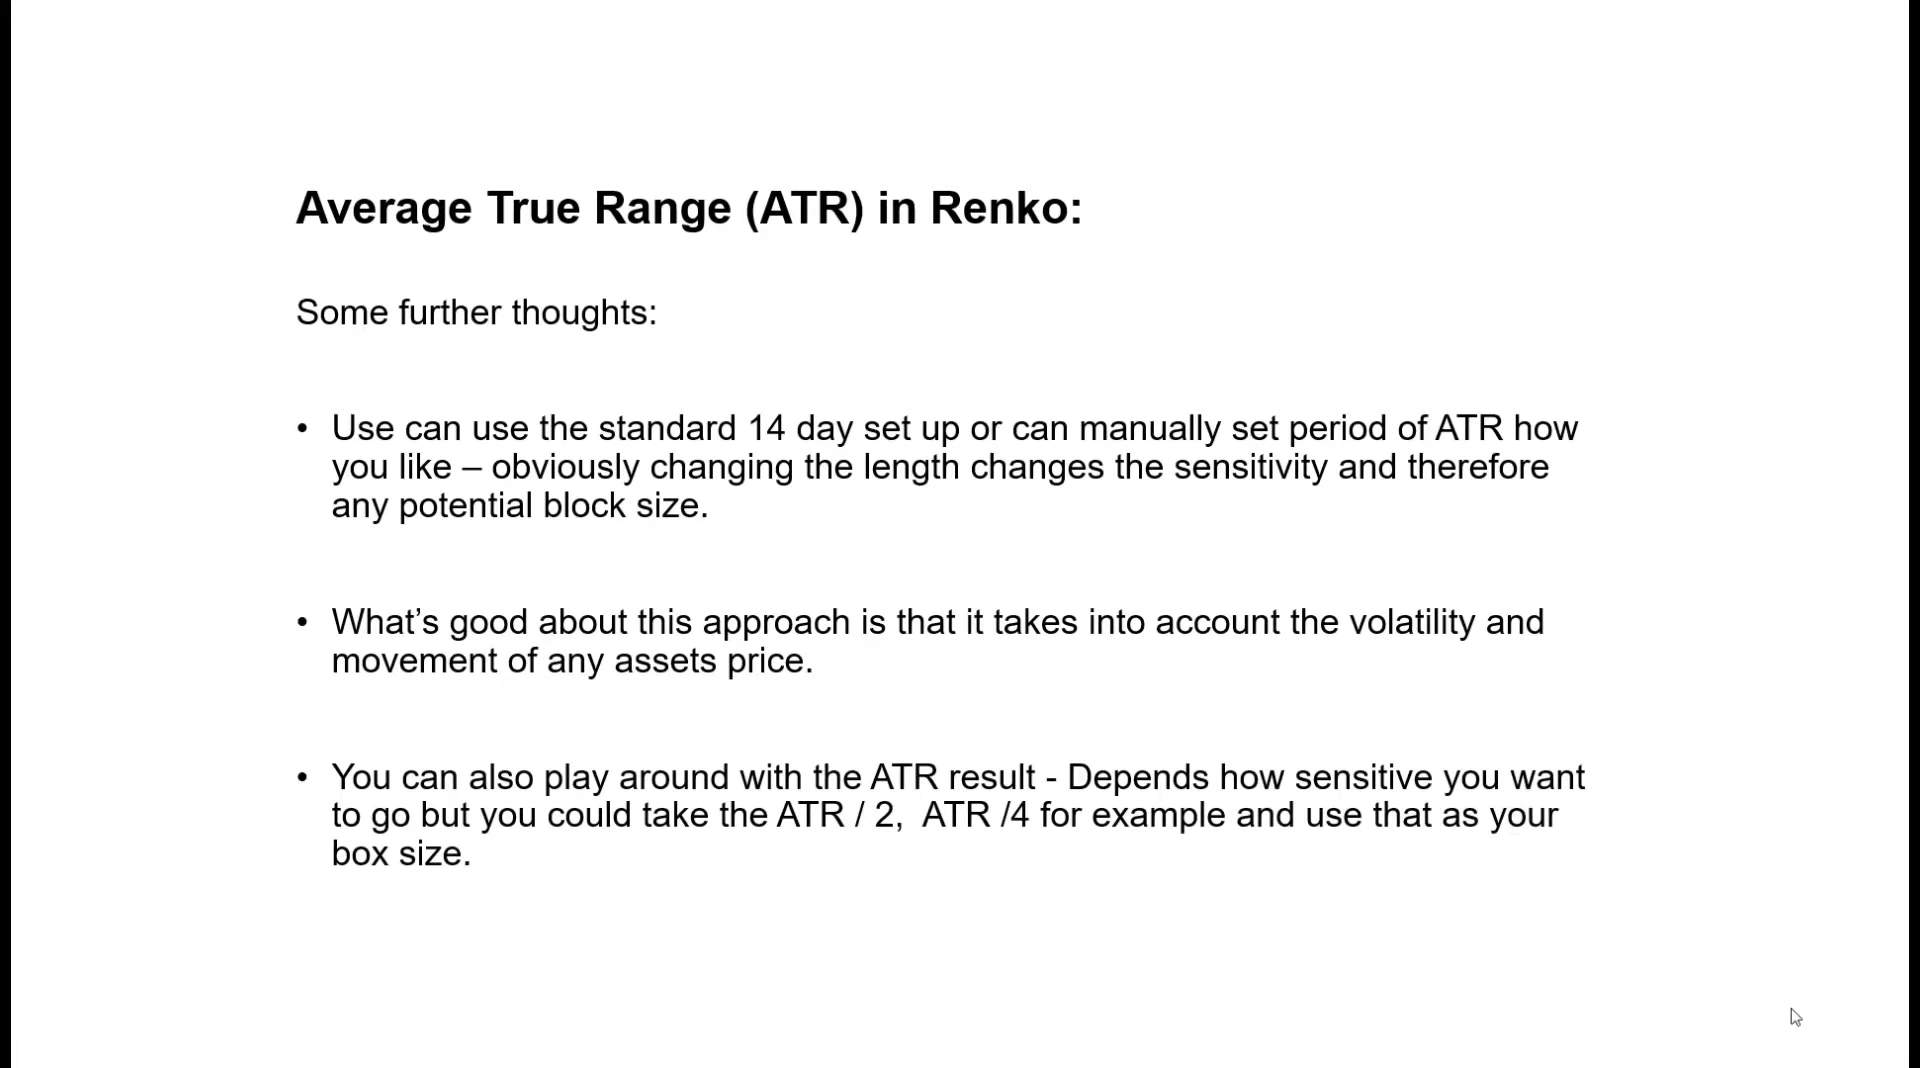 Average True Range (ATR) in Renko:
Some further thoughts:
• Use can use the standard 14 day set up or can manually set period of ATR how
you like – obviously changing the length changes the sensitivity and therefore
any potential block size.
• What’s good about this approach is that it takes into account the volatility and
movement of any assets price.
• You can also play around with the ATR result - Depends how sensitive you want
to go but you could take the ATR / 2,  ATR /4 for example and use that as your
box size.